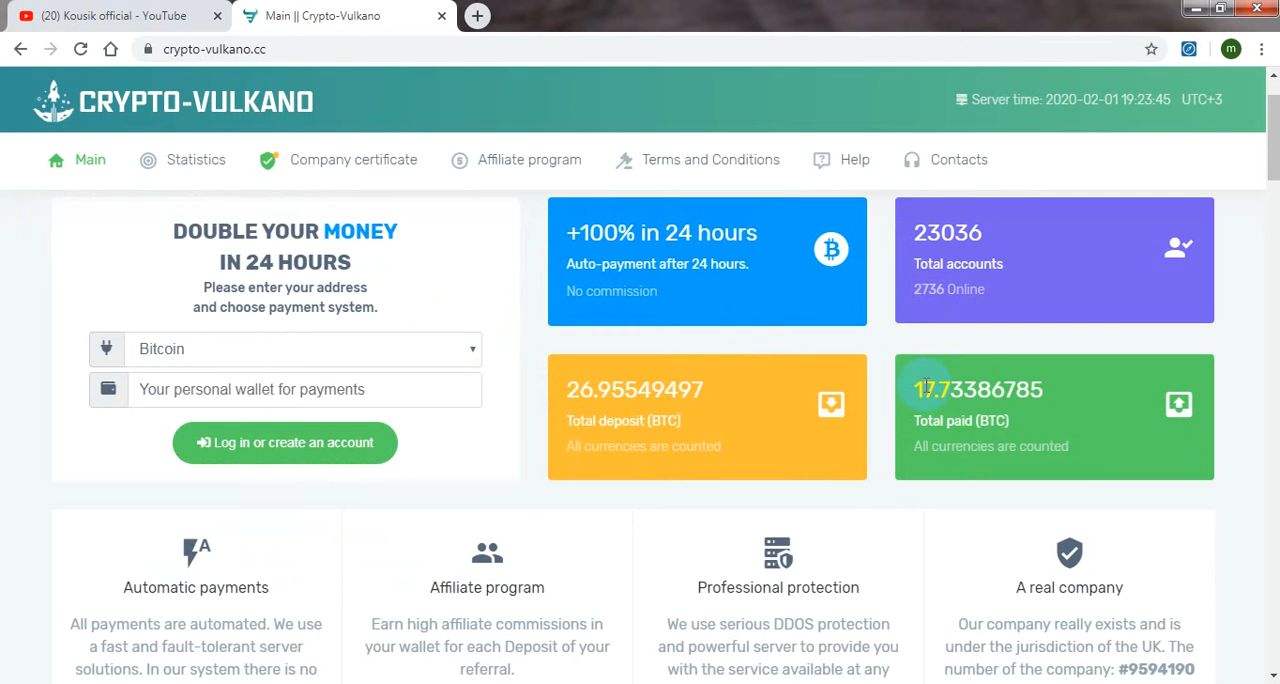 (20) Kousik official - YouTube
Main || Crypto-Vulkano
crypto-vulkano.cc
m
CRYPTO-VULKANO
Server time: 2020-02-01 19:23:45 UTC+3
Main
Statistics
Company certificate
Affiliate program
Terms and Conditions
Help
Contacts
DOUBLE YOUR MONEY
IN 24 HOURS
Please enter your address
and choose payment system.
Bitcoin
Your personal wallet for payments
Log in or create an account
+100% in 24 hours
Auto-payment after 24 hours.
No commission
23036
Total accounts
2736 Online
26.95549497
Total deposit (BTC)
All currencies are counted
17.73386785
Total paid (BTC)
All currencies are counted
A
Automatic payments
All payments are automated. We use
a fast and fault-tolerant server
solutions. In our system there is no
Affiliate program
Earn high affiliate commissions in
your wallet for each Deposit of your
referral.
Professional protection
We use serious DDOS protection
and powerful server to provide you
with the service available at any
A real company
Our company really exists and is
under the jurisdiction of the UK. The
number of the company: #9594190